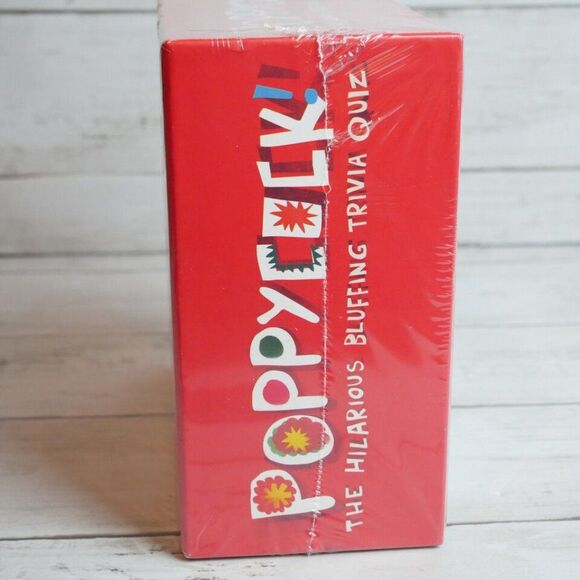 POPPYCOCK!
THE HILARIOUS BLUFFING TRIVIA QUIZ